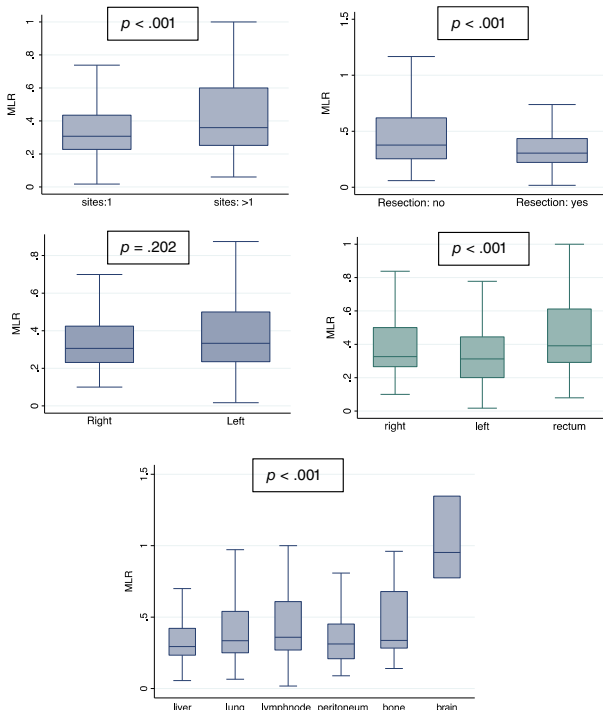 p < .001
MLR
1
.8
.6
.4
.2
0
sites:1 sites: >1
p < .001
MLR
1.5
1
.5
0
Resection: no Resection: yes
p = .202
MLR
.8
.6
.4
.2
0
Right Left
p < .001
MLR
1
.8
.6
.4
.2
0
right left rectum
p < .001
MLR
1.5
1
.5
0
liver lung lymphnode peritoneum bone brain